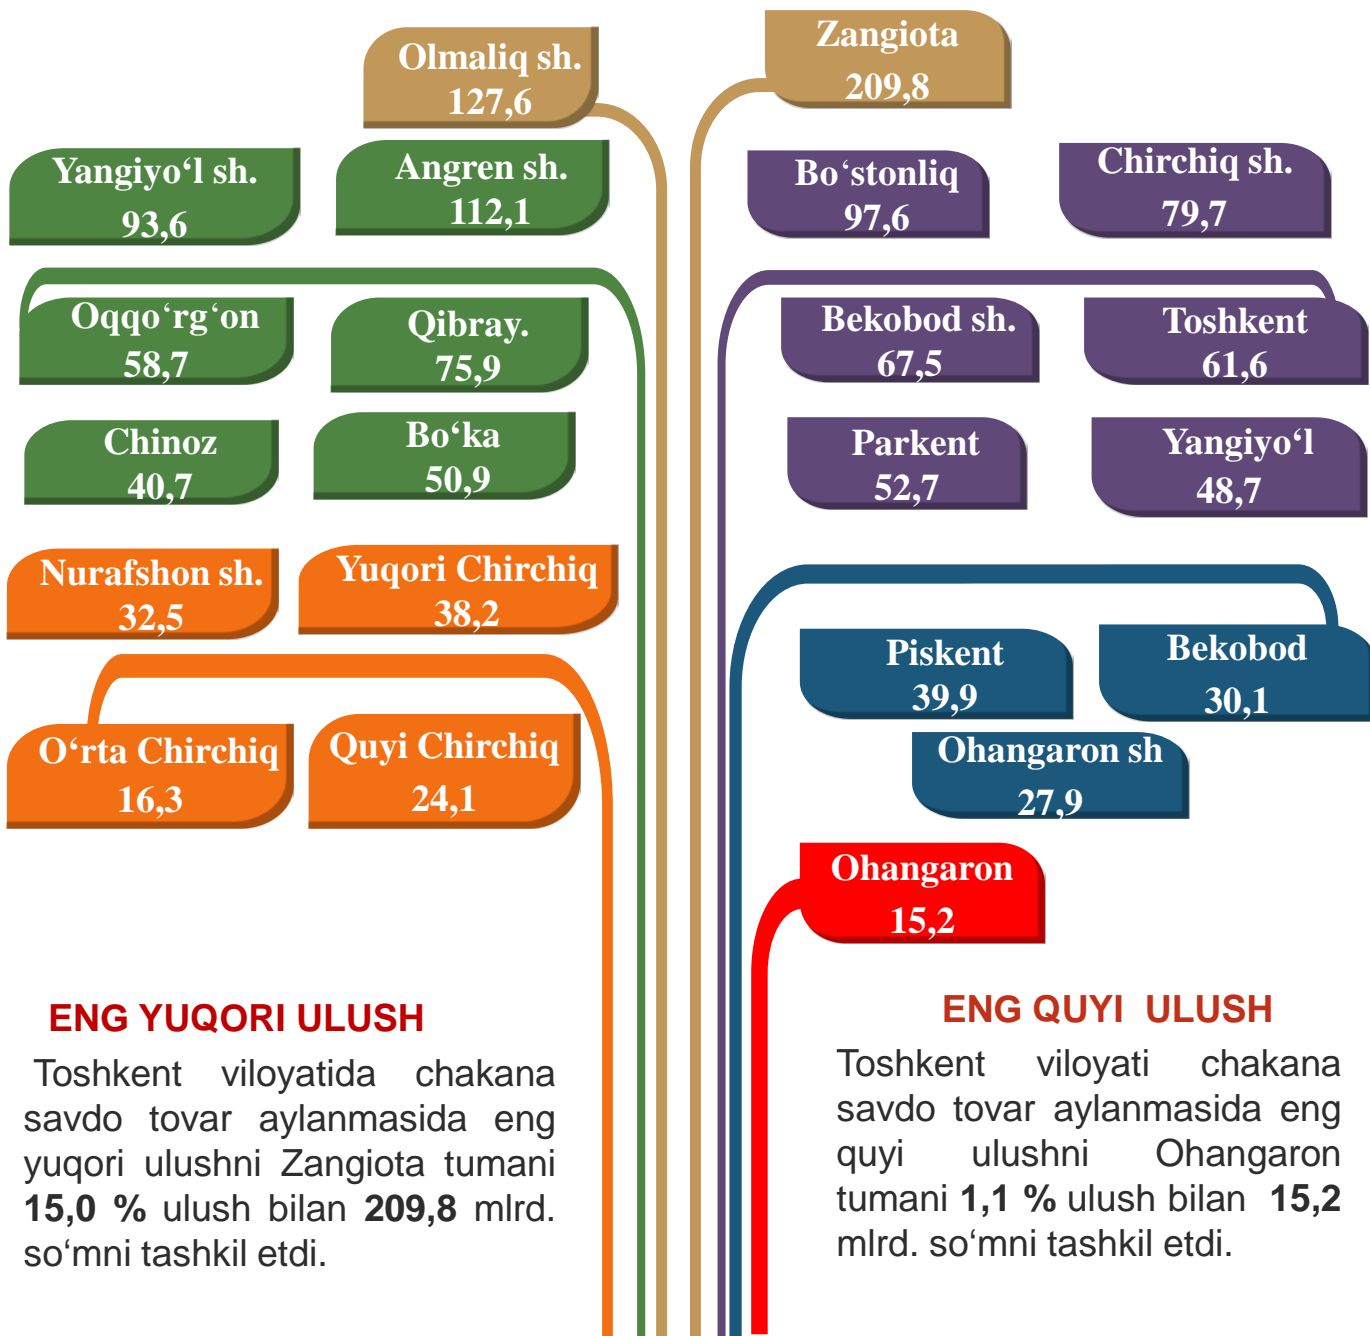 Olmaliq sh.
127,6
Zangiota
209,8
Yangiyo‘l sh.
93,6
Angren sh.
112,1
Bo‘stonliq
97,6
Chirchiq sh.
79,7
Oqqo‘rg‘on
58,7
Qibray.
75,9
Bekobod sh.
67,5
Toshkent
61,6
Chinoz
40,7
Bo‘ka
50,9
Parkent
52,7
Yangiyo‘l
48,7
Nurafshon sh.
32,5
Yuqori Chirchiq
38,2
Piskent
39,9
Bekobod
30,1
O‘rta Chirchiq
16,3
Quyi Chirchiq
24,1
Ohangaron sh
27,9
Ohangaron
15,2
ENG YUQORI ULUSH
Toshkent viloyatida chakana
savdo tovar aylanmasida eng
yuqori ulushni Zangiota tumani
15,0 % ulush bilan 209,8 mlrd.
so‘mni tashkil etdi.
ENG QUYI ULUSH
Toshkent viloyati chakana
savdo tovar aylanmasida eng
quyi ulushni Ohangaron
tumani 1,1 % ulush bilan 15,2
mlrd. so‘mni tashkil etdi.